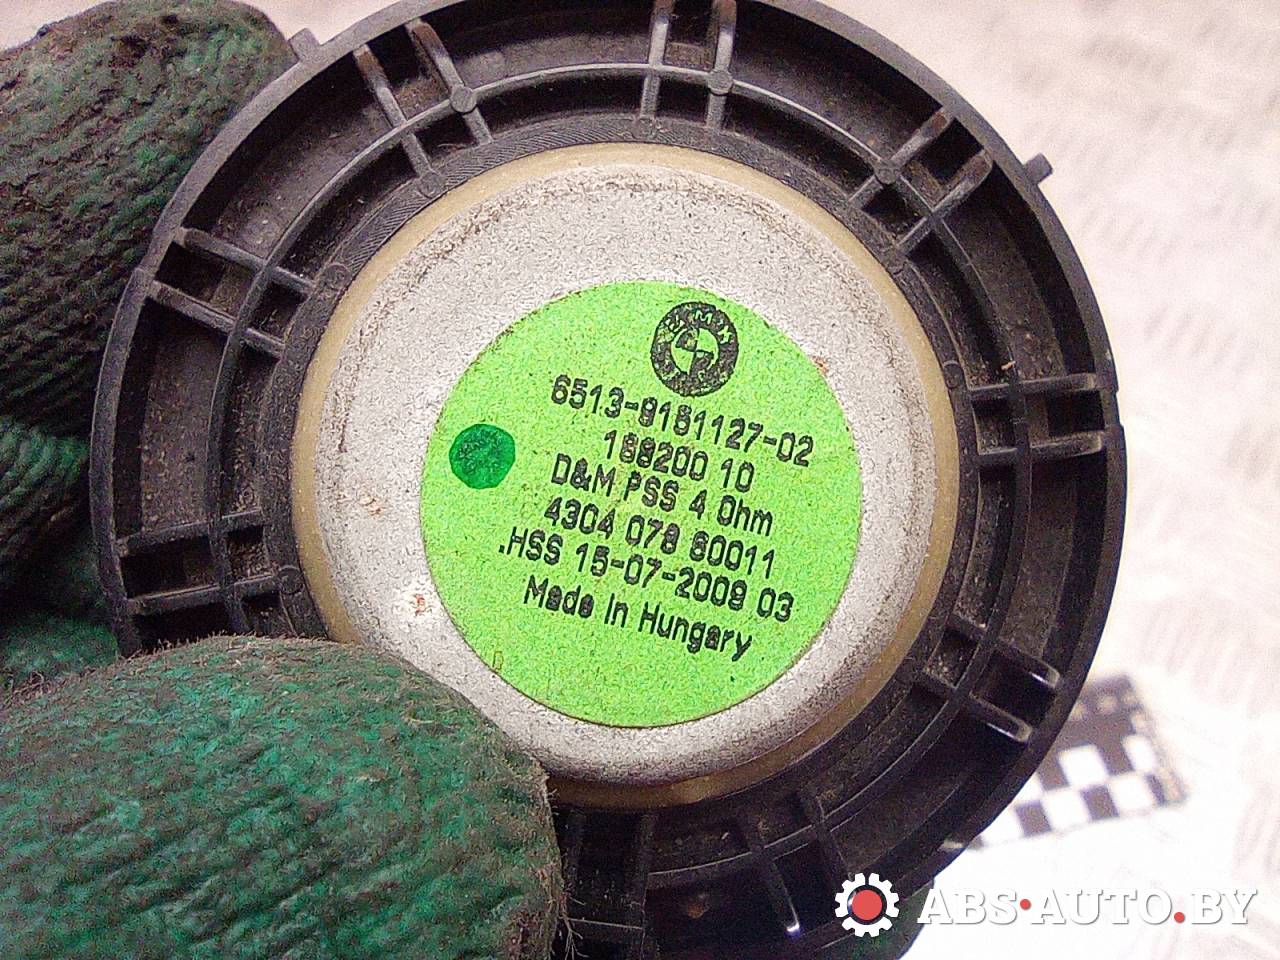 BMW
6513-9151127-02
188200 10
D&M PSS 4 Ohm
4304 078 60011
.HSS 15-07-2009 03
Made In Hungary
ABS•AUTO.BY